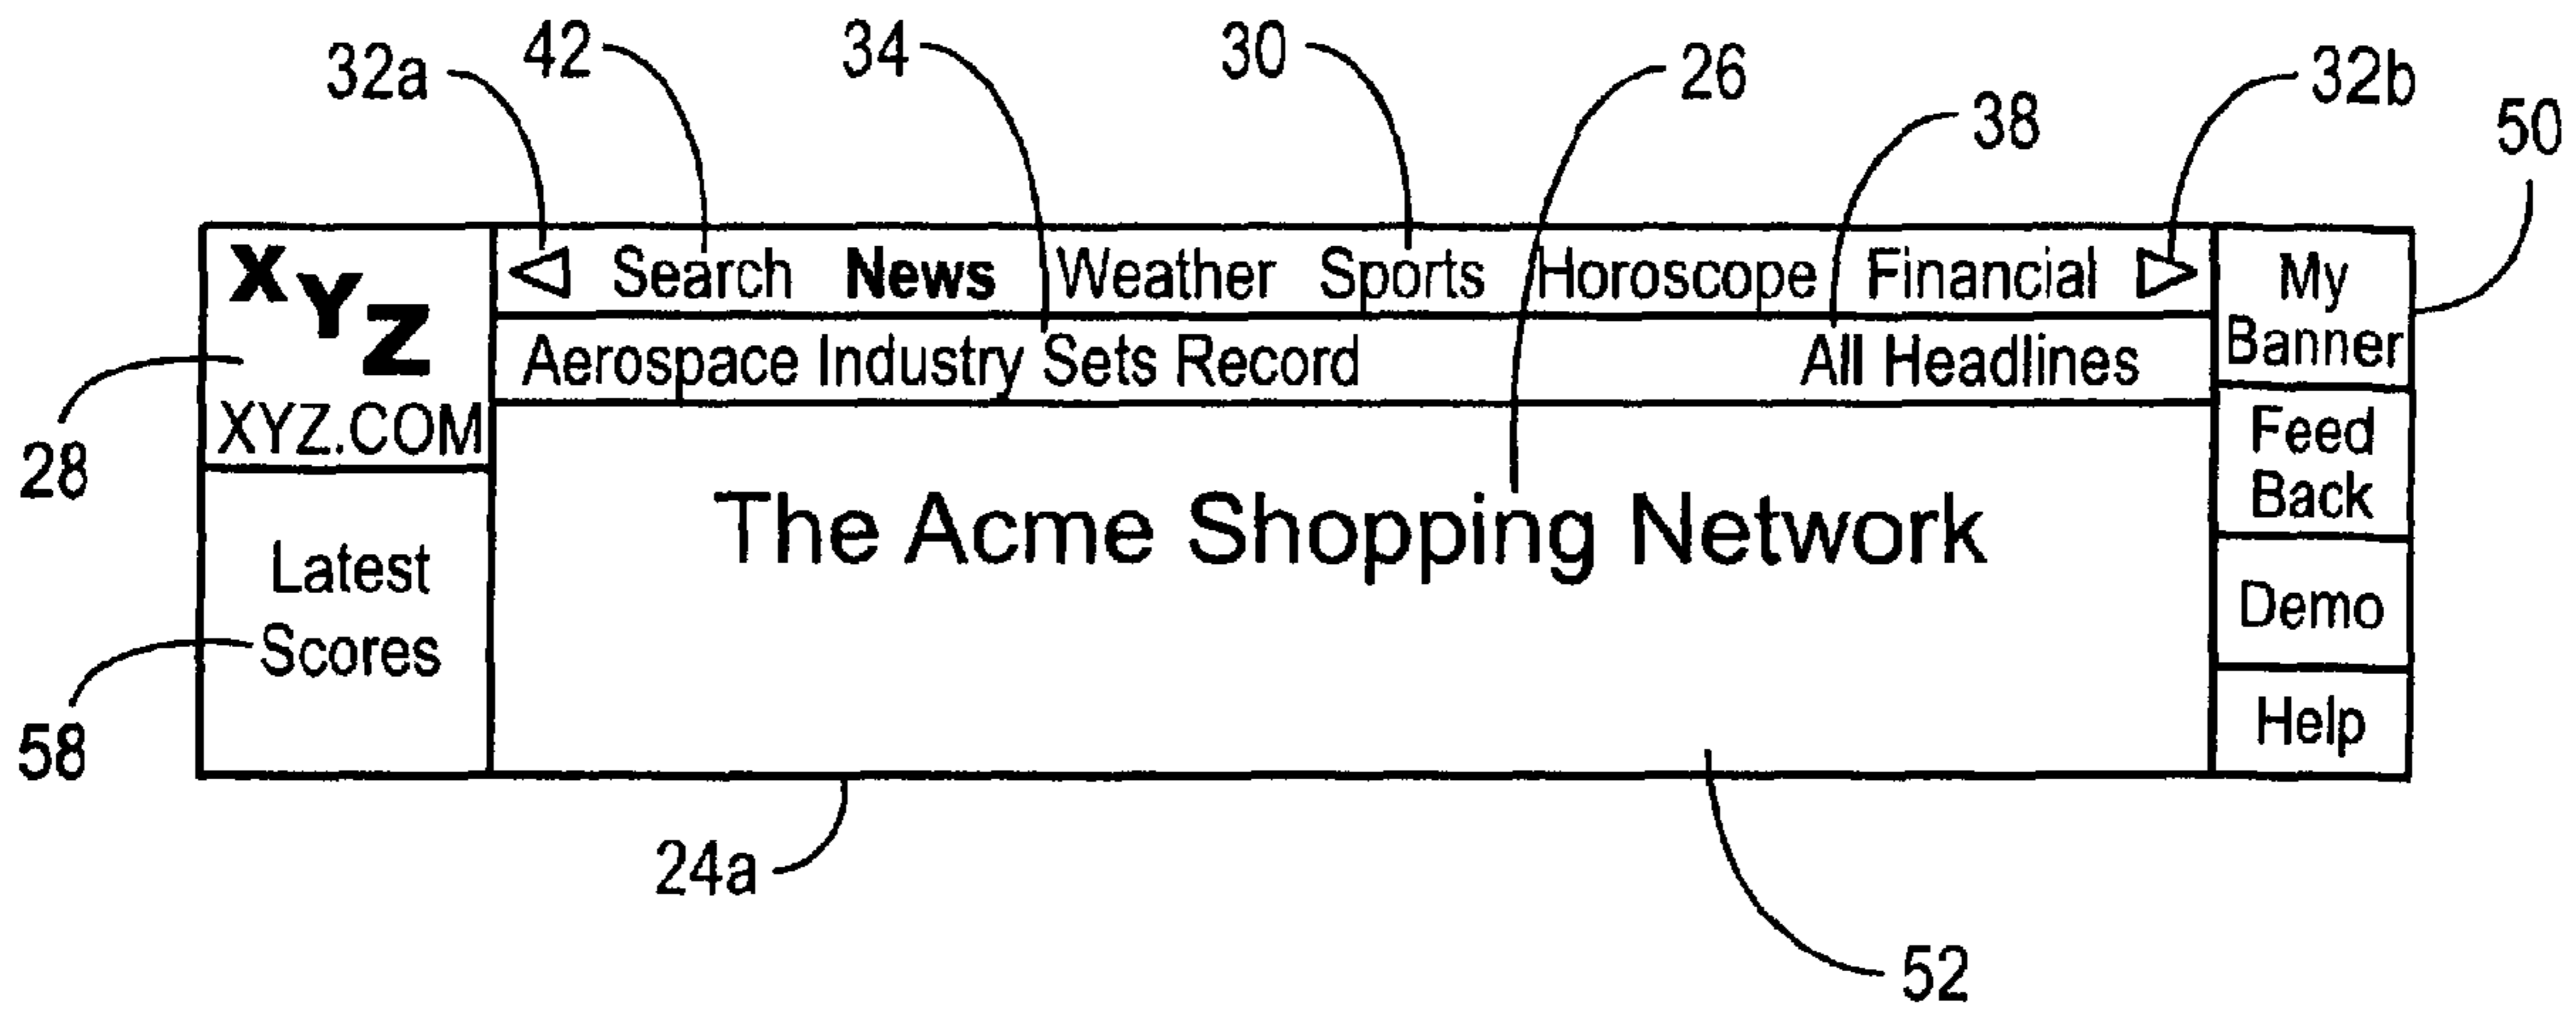 32a 42 34 30 26 38 32b 50
X Y Z
XYZ.COM
Search News Weather Sports Horoscope Financial
Aerospace Industry Sets Record All Headlines
The Acme Shopping Network
My
Banner
Feed
Back
Demo
Help
Latest
Scores
28
58
24a
52